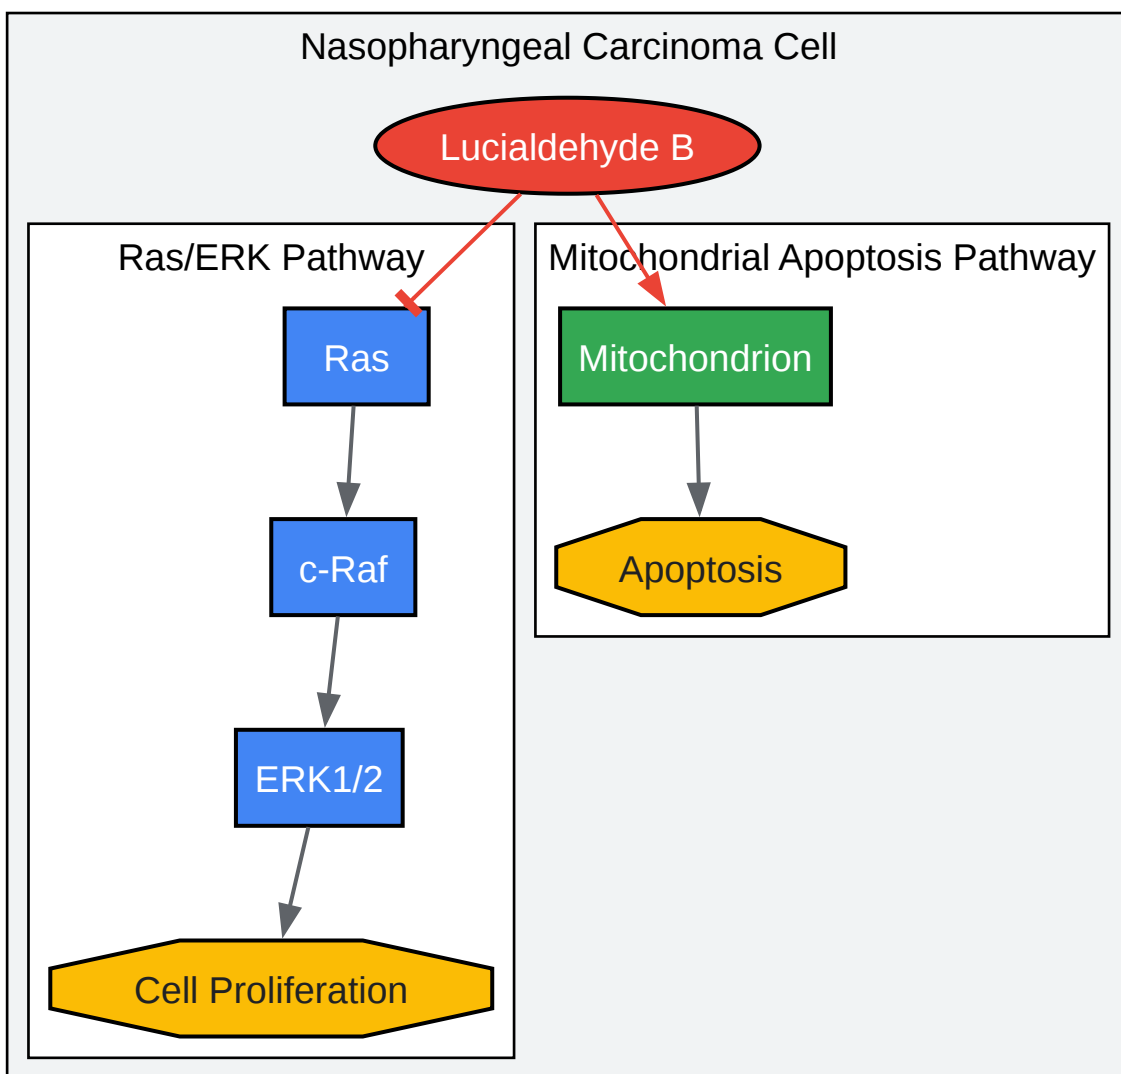 Nasopharyngeal Carcinoma Cell
Lucialdehyde B
Ras/ERK Pathway
Mitochondrial Apoptosis Pathway
Ras
Mitochondrion
c-Raf
Apoptosis
ERK1/2
Cell Proliferation